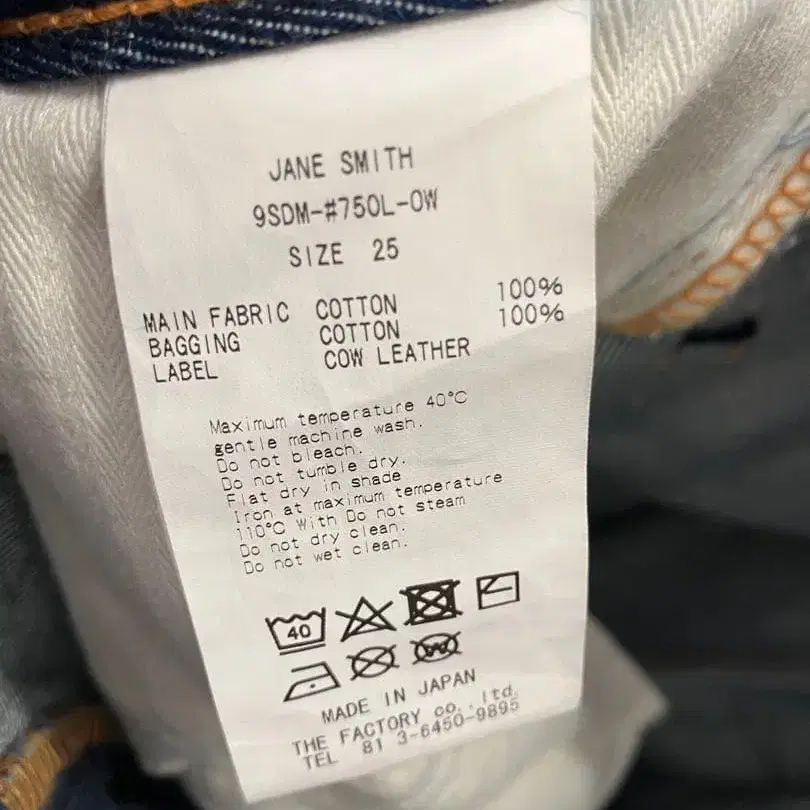 JANE SMITH
9SDM-#750L-OW
SIZE 25
MAIN FABRIC COTTON 100%
BAGGING COTTON 100%
LABEL COW LEATHER
Maximum temperature 40°C
gentle machine wash.
Do not bleach.
Do not tumble dry.
Flat dry in shade
Iron at maximum temperature
110°C With Do not steam
Do not dry clean.
Do not wet clean.
40
W
MADE IN JAPAN
THE FACTORY co., ltd.
TEL 81 3-6450-9895